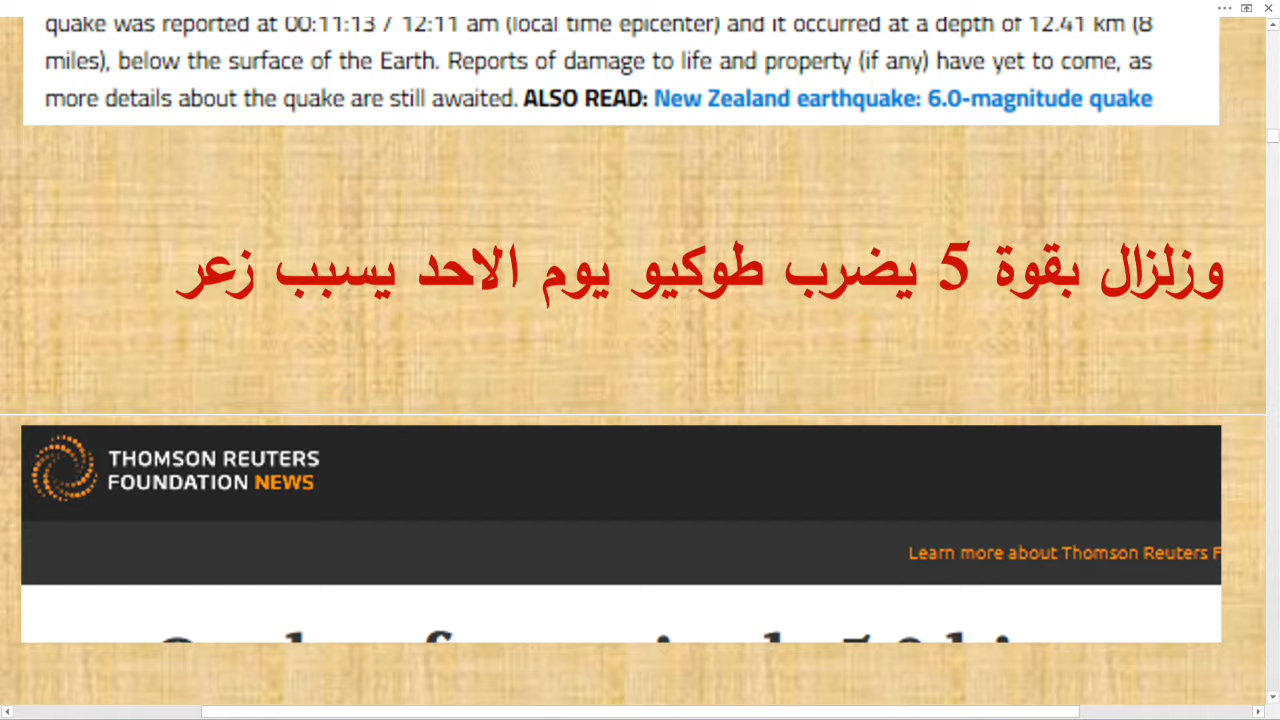 quake was reported at 00:11:13 / 12:11 am (local time epicenter) and it occurred at a depth of 12.41 km (8
miles), below the surface of the Earth. Reports of damage to life and property (if any) have yet to come, as
more details about the quake are still awaited. ALSO READ: New Zealand earthquake: 6.0-magnitude quake
وزلزال بقوة 5 يضرب طوكيو يوم الاحد يسبب زعر
THOMSON REUTERS
FOUNDATION NEWS
Learn more about Thomson Reuters F